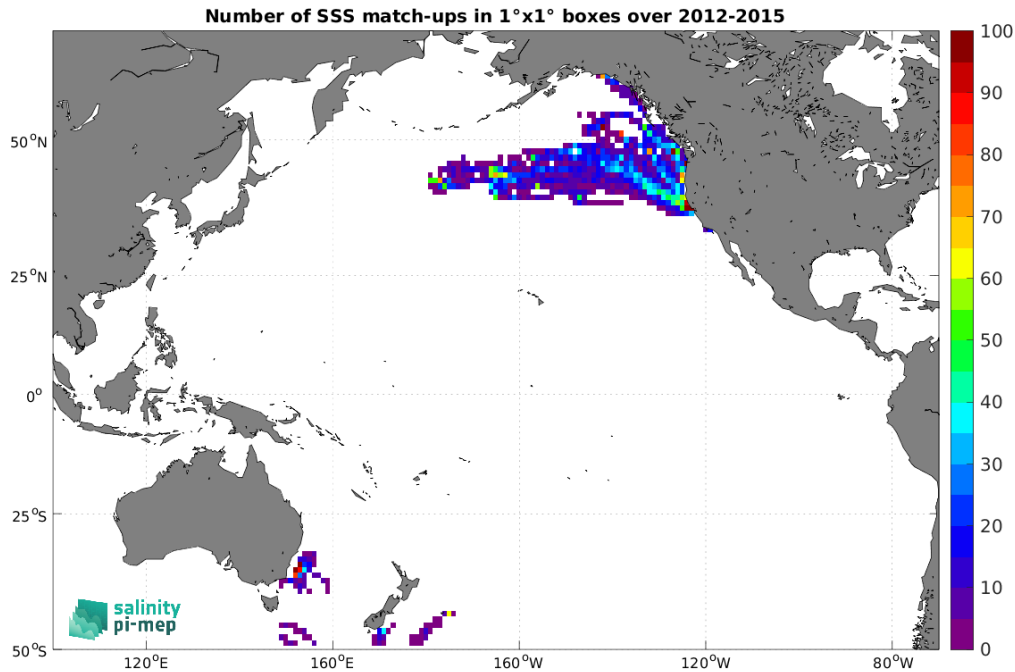 Number of SSS match-ups in 1°x1° boxes over 2012-2015
100
90
80
70
60
50
40
30
20
10
0
50°N
25°N
0°
25°S
50°S
120°E
160°E
160°W
120°W
80°W
salinity
pi-mep